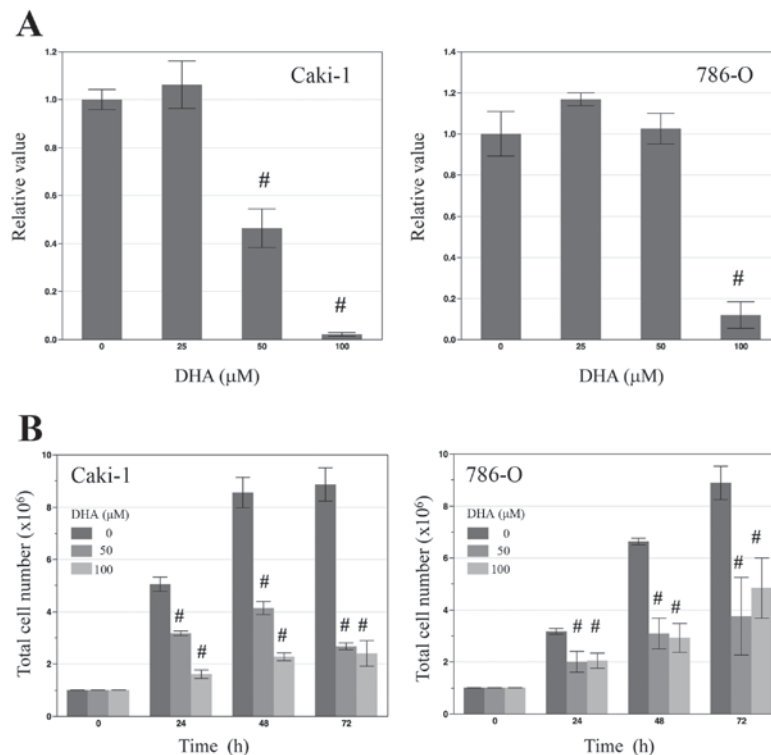 A
Caki-1
Relative value
1.2
1.0
0.8
0.6
0.4
0.2
0.0
#
#
0 25 50 100
DHA (μM)
786-O
Relative value
1.4
1.2
1.0
0.8
0.6
0.4
0.2
0.0
#
0 25 50 100
DHA (μM)
B
Caki-1
Total cell number (x10⁶)
10
8
6
4
2
0
DHA (μM)
0
50
100
# # # # # #
0 24 48 72
Time (h)
786-O
Total cell number (x10⁶)
10
8
6
4
2
0
DHA (μM)
0
50
100
# # # # # #
0 24 48 72
Time (h)